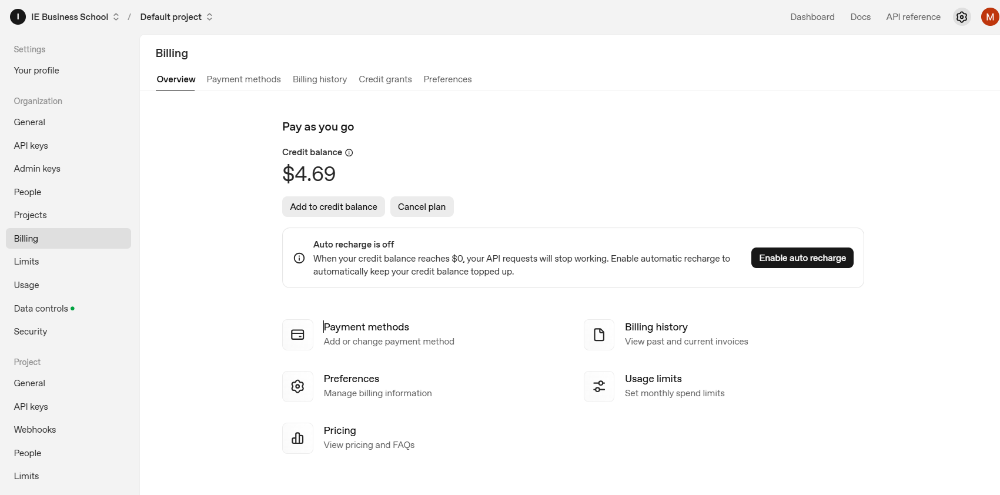 I IE Business School / Default project
Dashboard Docs API reference M
Settings
Your profile
Organization
General
API keys
Admin keys
People
Projects
Billing
Limits
Usage
Data controls
Security
Project
General
API keys
Webhooks
People
Limits
Billing
Overview Payment methods Billing history Credit grants Preferences
Pay as you go
Credit balance
$4.69
Add to credit balance Cancel plan
Auto recharge is off
When your credit balance reaches $0, your API requests will stop working. Enable automatic recharge to
automatically keep your credit balance topped up.
Enable auto recharge
Payment methods
Add or change payment method
Billing history
View past and current invoices
Preferences
Manage billing information
Usage limits
Set monthly spend limits
Pricing
View pricing and FAQs